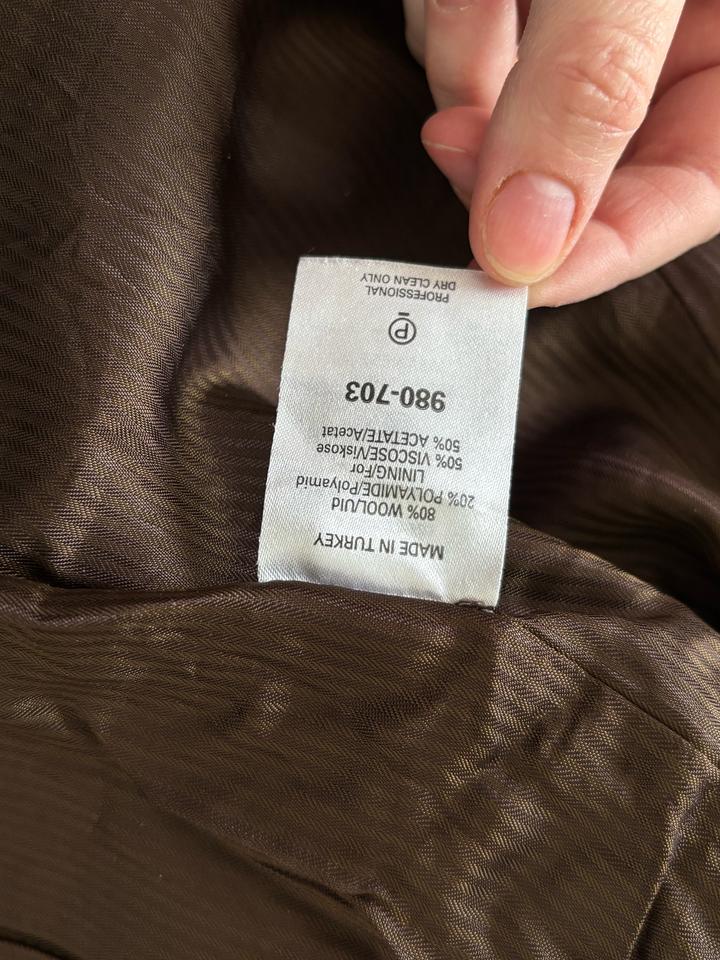 MADE IN TURKEY
80% WOOL/Uld
20% POLYAMIDE/Polyamid
LINING/For
50% VISCOSE/Viskose
50% ACETATE/Acetat
980-703
P
PROFESSIONAL
DRY CLEAN ONLY